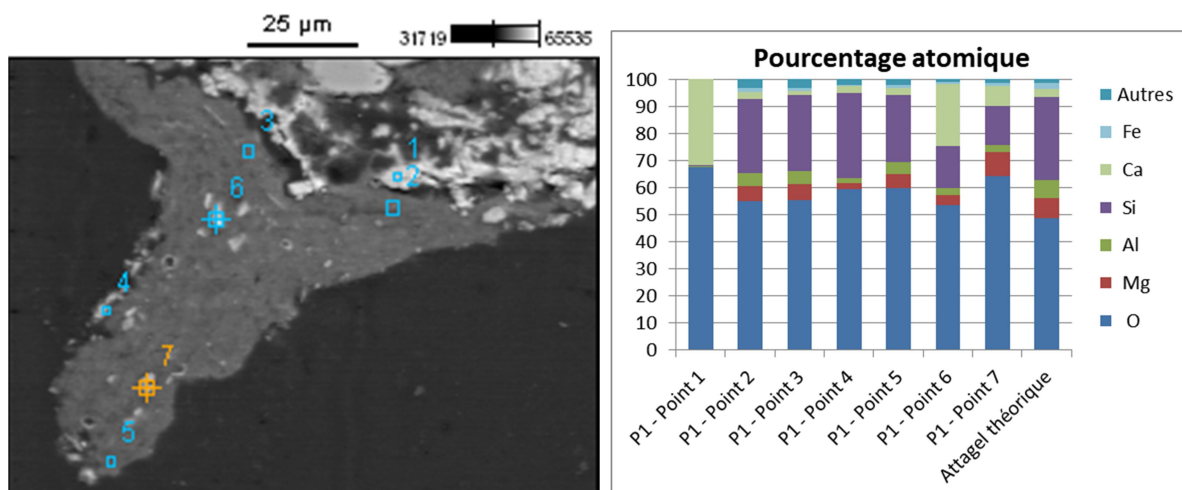 25 µm
31719 65535
3
1
2
6
4
7
5
Pourcentage atomique
100
90
80
70
60
50
40
30
20
10
0
P1 - Point 1
P1 - Point 2
P1 - Point 3
P1 - Point 4
P1 - Point 5
P1 - Point 6
P1 - Point 7
Attagel théorique
Autres
Fe
Ca
Si
Al
Mg
O